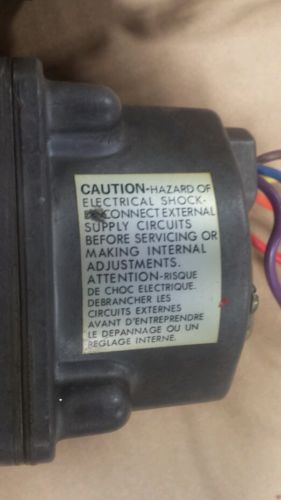 CAUTION-HAZARD OF
ELECTRICAL SHOCK-
DISCONNECT EXTERNAL
SUPPLY CIRCUITS
BEFORE SERVICING OR
MAKING INTERNAL
ADJUSTMENTS.
ATTENTION-RISQUE
DE CHOC ELECTRIQUE.
DEBRANCHER LES
CIRCUITS EXTERNES
AVANT D'ENTREPRENDRE
LE DEPANNAGE OU UN
REGLAGE INTERNE.